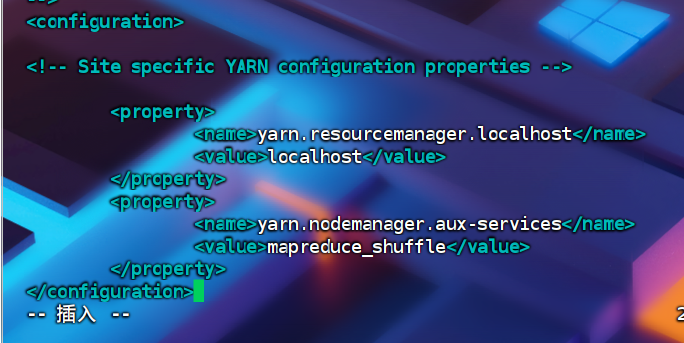 -->
<configuration>
<!-- Site specific YARN configuration properties -->
<property>
<name>yarn.resourcemanager.localhost</name>
<value>localhost</value>
</property>
<property>
<name>yarn.nodemanager.aux-services</name>
<value>mapreduce_shuffle</value>
</property>
</configuration>
-- 插入 --